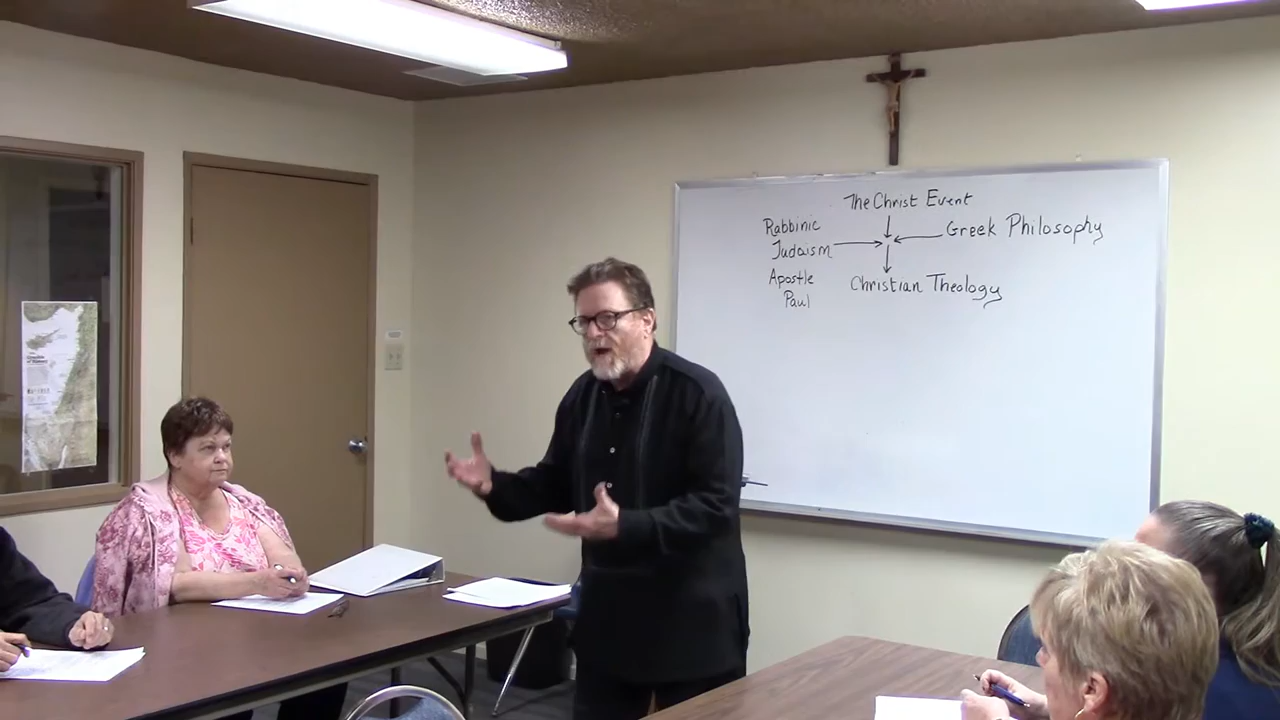 The Christ Event
Rabbinic
Judaism
Greek Philosophy
Apostle
Paul
Christian Theology